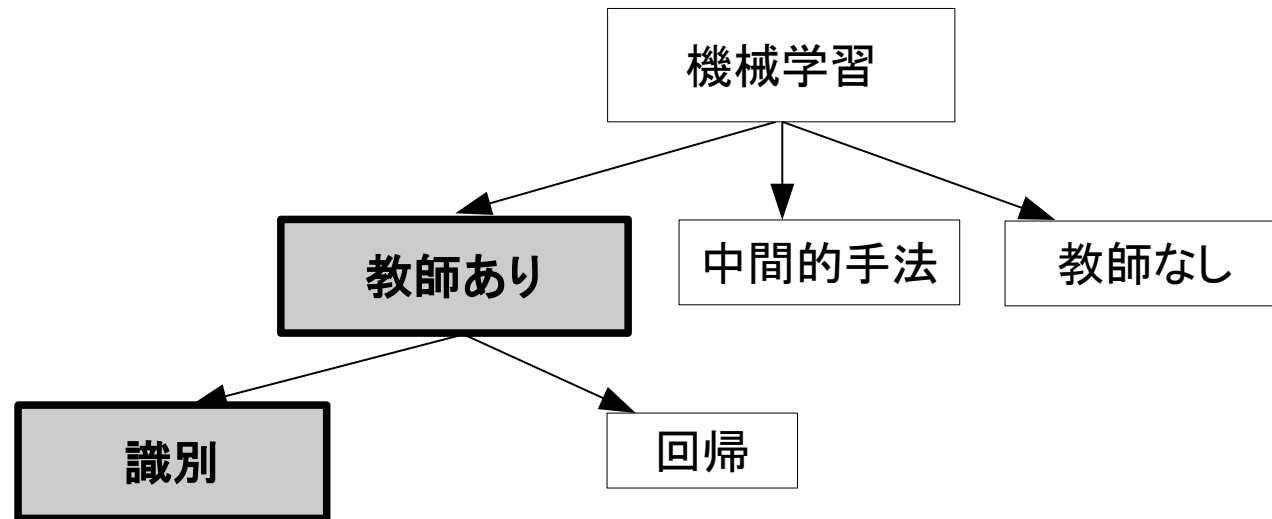 機械学習
教師あり
中間的手法
教師なし
識別
回帰